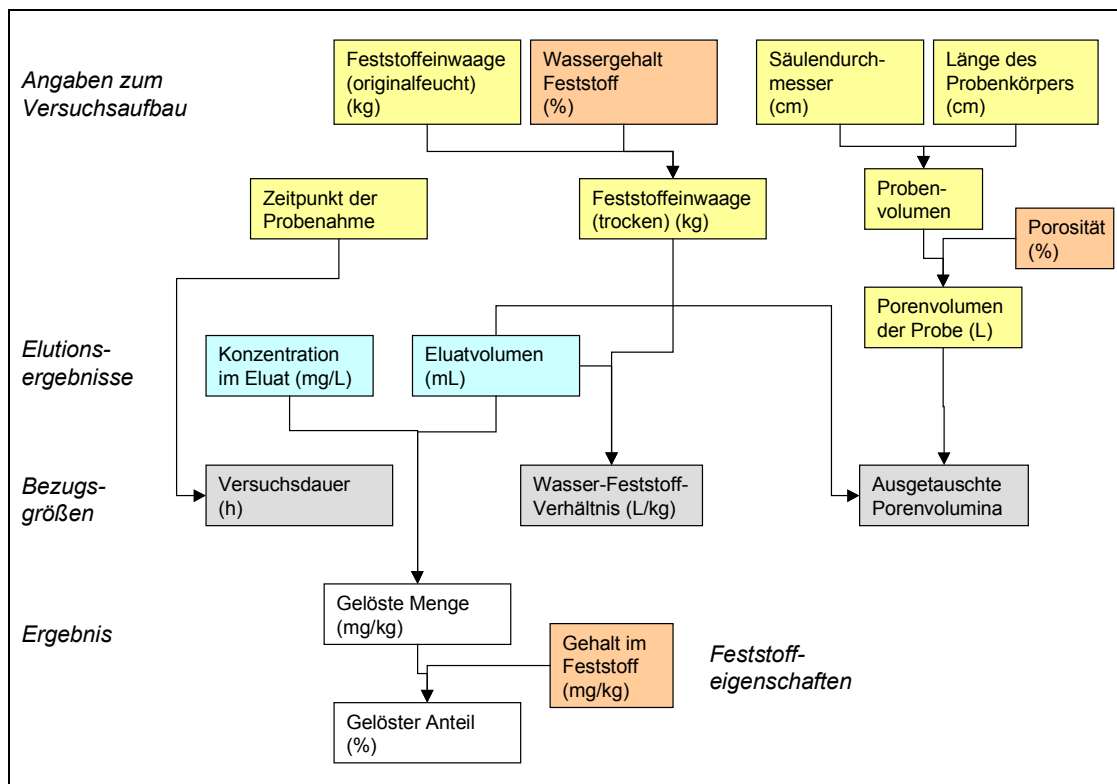 Angaben zum
Versuchsaufbau
Feststoffeinwaage
(originalfeucht)
(kg)
Wassergehalt
Feststoff
(%)
Säulendurch-
messer
(cm)
Länge des
Probenkörpers
(cm)
Zeitpunkt der
Probenahme
Feststoffeinwaage
(trocken) (kg)
Proben-
volumen
Porosität
(%)
Porenvolumen
der Probe (L)
Elutions-
ergebnisse
Konzentration
im Eluat (mg/L)
Eluatvolumen
(mL)
Bezugs-
größen
Versuchsdauer
(h)
Wasser-Feststoff-
Verhältnis (L/kg)
Ausgetauschte
Porenvolumina
Ergebnis
Gelöste Menge
(mg/kg)
Gehalt im
Feststoff
(mg/kg)
Feststoff-
eigenschaften
Gelöster Anteil
(%)